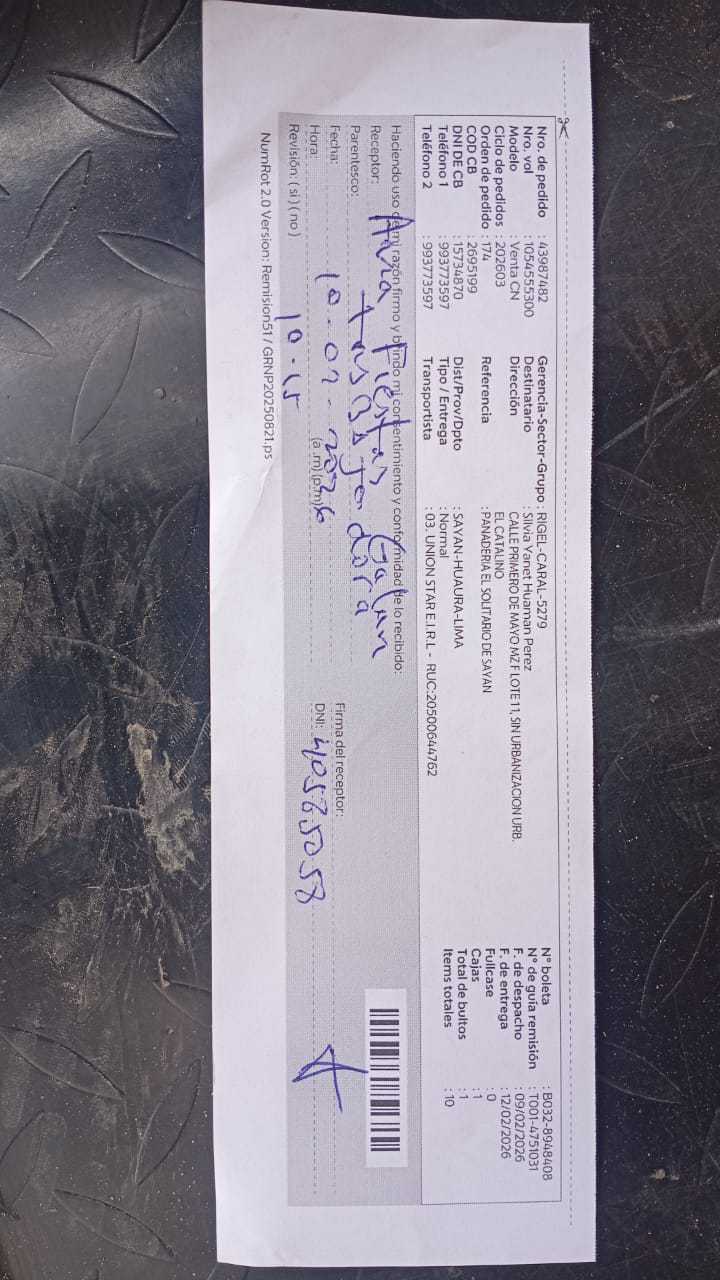 Nro. de pedido : 43987482
Nro. vol : 1054555300
Modelo Venta CN
Ciclo de pedidos : 202603
Orden de pedido : 174
COD CB : 2695199
DNI DE CB : 15734870
Teléfono 1 : 993773597
Teléfono 2 : 993773597
Gerencia-Sector-Grupo : RIGEL-CARAL-5279
Destinatario : Silvia Yanet Huaman Perez
Dirección CALLE PRIMERO DE MAYO MZ F LOTE 11, SIN URBANIZACION URB.
EL CATALINO
Referencia : PANADERIA EL SOLITARIO DE SAYAN
Dist/Prov/Dpto : SAYAN-HUAURA-LIMA
Tipo / Entrega : Normal
Transportista : 03. UNION STAR E.I.R.L - RUC:20500644762
N° boleta : B032-8948408
N° de guía remisión : T001-4751031
F. de despacho : 09/02/2026
F. de entrega : 12/02/2026
Fullcase : 0
Cajas : 1
Total de bultos : 1
Items totales : 10
Haciendo uso de mi razón firmo y brindo mi consentimiento y conformidad de lo recibido:
Receptor: Ana Fiestas Galan
Parentesco:
Fecha: 10-02-2026
Hora: 10-15 (a.m) (p.m)
Revisión: ( si ) ( no )
Firma del receptor:
DNI: 40585058
NumRot 2.0 Version: Remision51 / GRNP20250821.ps